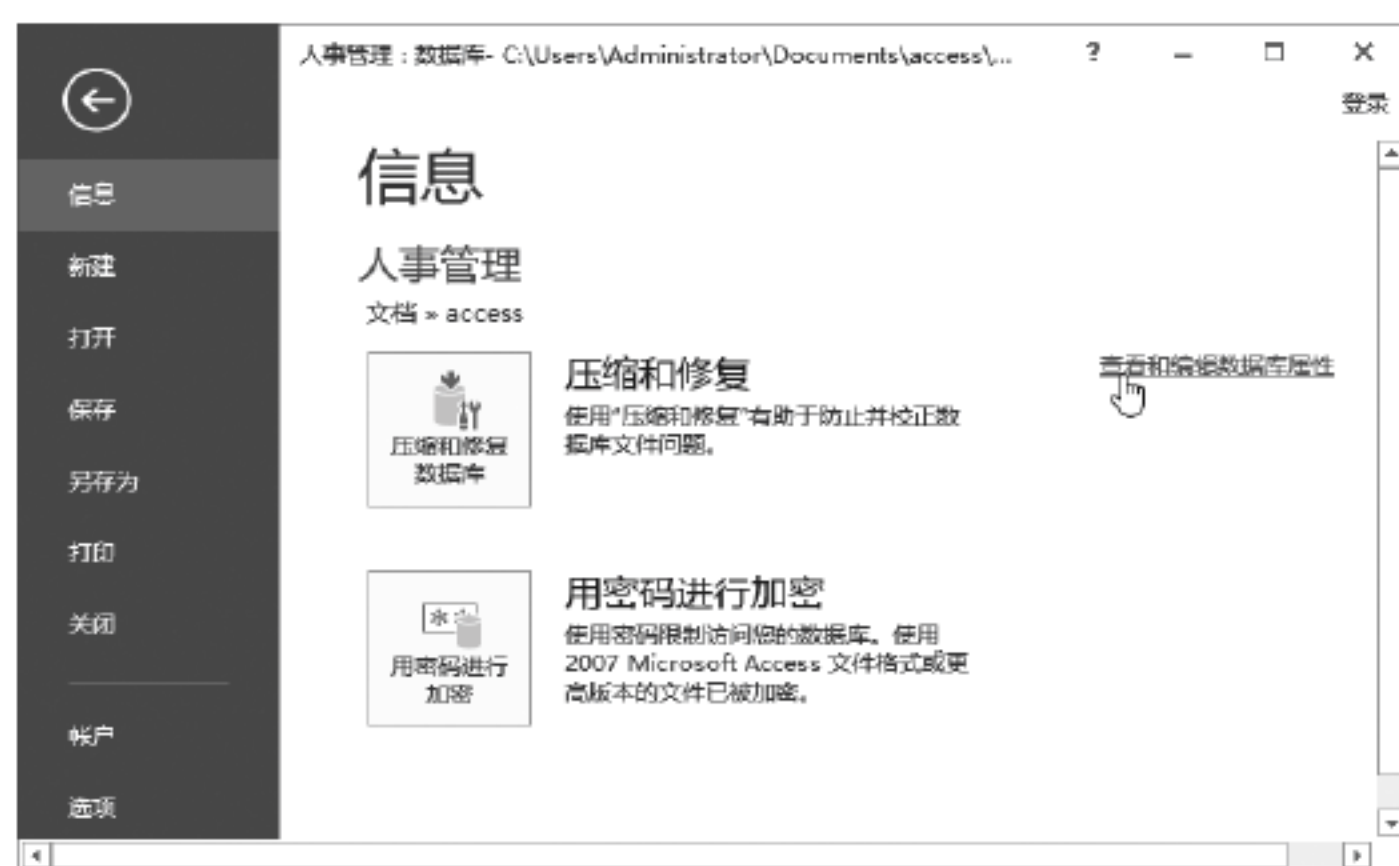 人事管理：数据库- C:\Users\Administrator\Documents\access\...
?
登录
信息
新建
打开
保存
另存为
打印
关闭
帐户
选项
信息
人事管理
文档 » access
压缩和修复
数据库
压缩和修复
使用"压缩和修复"有助于防止并校正数
据库文件问题。
查看和编辑数据库属性
用密码进行
加密
用密码进行加密
使用密码限制访问您的数据库。使用
2007 Microsoft Access 文件格式或更
高版本的文件已被加密。